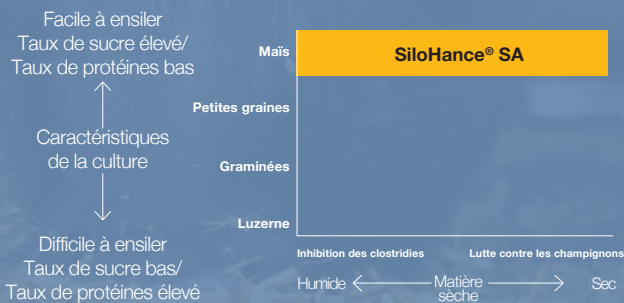 Facile à ensiler
Taux de sucre élevé/
Taux de protéines bas
Caractéristiques
de la culture
Difficile à ensiler
Taux de sucre bas/
Taux de protéines élevé
Maïs
SiloHance® SA
Petites graines
Graminées
Luzerne
Inhibition des clostridies
Lutte contre les champignons
Humide
Matière
sèche
Sec